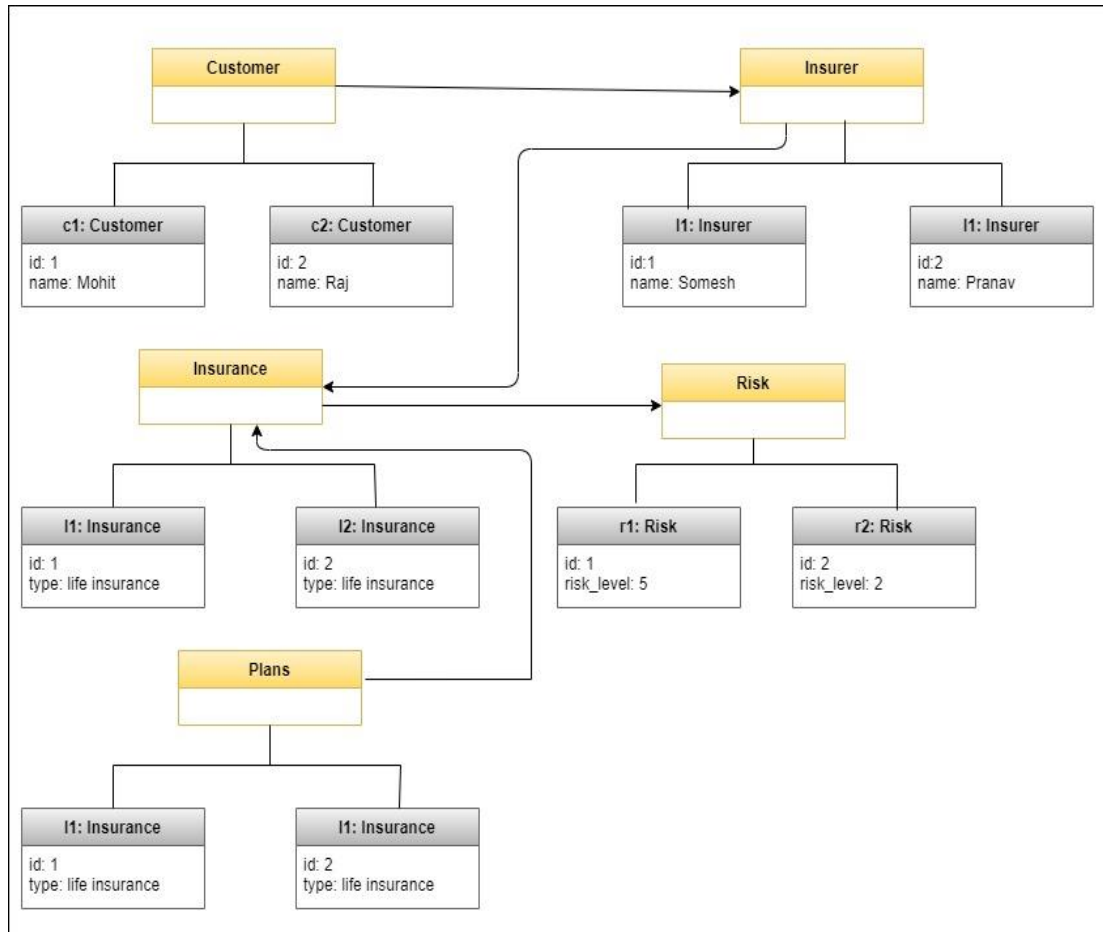 Customer
Insurer
c1: Customer
id: 1
name: Mohit
c2: Customer
id: 2
name: Raj
I1: Insurer
id:1
name: Somesh
I1: Insurer
id:2
name: Pranav
Insurance
Risk
I1: Insurance
id: 1
type: life insurance
I2: Insurance
id: 2
type: life insurance
r1: Risk
id: 1
risk_level: 5
r2: Risk
id: 2
risk_level: 2
Plans
I1: Insurance
id: 1
type: life insurance
I1: Insurance
id: 2
type: life insurance